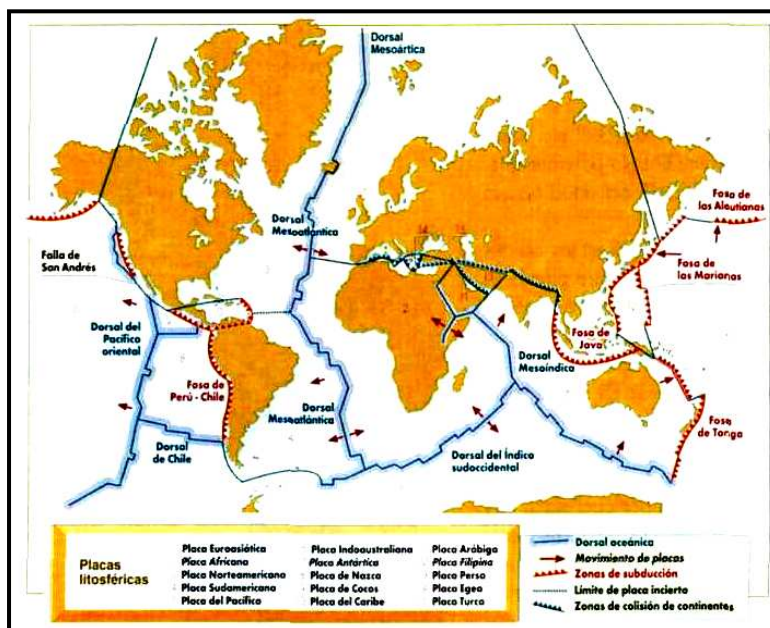 Dorsal
Mesoártica
Fosa de
las Aleutianas
Dorsal
Mesoatlántica
Falla de
San Andrés
Fosa de
las Marianas
Dorsal del
Pacífico
oriental
Fosa de
Java
Dorsal
Mesoíndica
Fosa de
Perú - Chile
Dorsal
Mesoatlántica
Fosa
de Tonga
Dorsal
de Chile
Dorsal del Índico
sudoccidental
Placas
litosféricas
Placa Euroasiática
Placa Africana
Placa Norteamericana
Placa Sudamericana
Placa del Pacífico
Placa Indoaustraliana
Placa Antártica
Placa de Nazca
Placa de Cocos
Placa del Caribe
Placa Arábiga
Placa Filipina
Placa Persa
Placa Egea
Placa Turca
Dorsal oceánica
Movimiento de placas
Zonas de subducción
Límite de placa incierto
Zonas de colisión de continentes